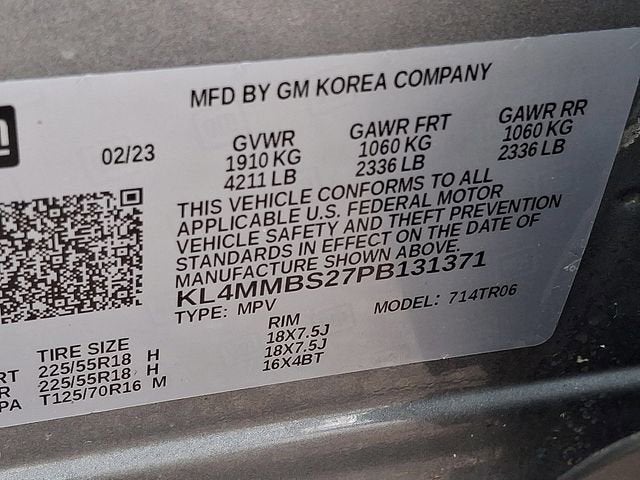 MFD BY GM KOREA COMPANY
02/23
GVWR GAWR FRT GAWR RR
1910 KG 1060 KG 1060 KG
4211 LB 2336 LB 2336 LB
THIS VEHICLE CONFORMS TO ALL
APPLICABLE U.S. FEDERAL MOTOR
VEHICLE SAFETY AND THEFT PREVENTION
STANDARDS IN EFFECT ON THE DATE OF
MANUFACTURE SHOWN ABOVE.
KL4MMBS27PB131371
TYPE: MPV MODEL: 714TR06
TIRE SIZE RIM
RT 225/55R18 H 18X7.5J
R 225/55R18 H 18X7.5J
PA T125/70R16 M 16X4BT